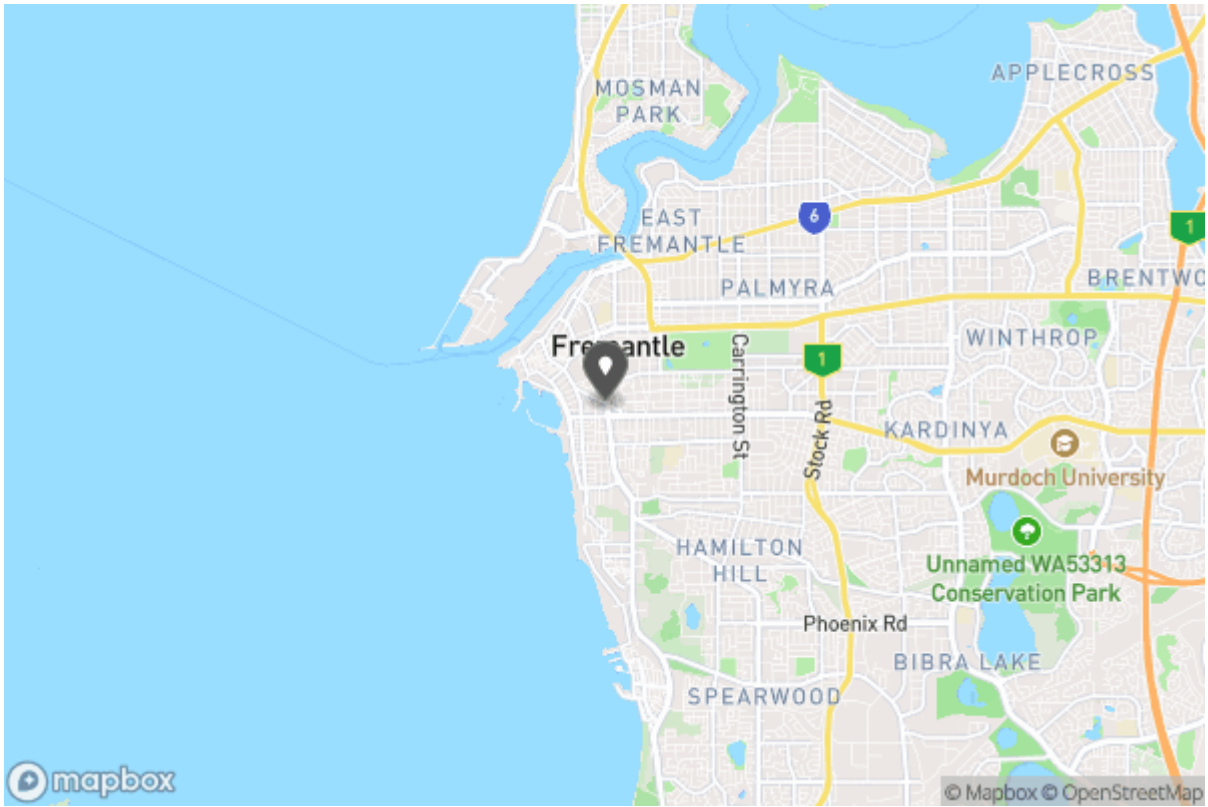 APPLECROSS
MOSMAN
PARK
EAST
FREMANTLE
6
1
BRENTWO
PALMYRA
WINTHROP
Fremantle
Carrington St
1
Stock Rd
KARDINYA
Murdoch University
HAMILTON
HILL
Unnamed WA53313
Conservation Park
Phoenix Rd
BIBRA LAKE
SPEARWOOD
mapbox
© Mapbox © OpenStreetMap